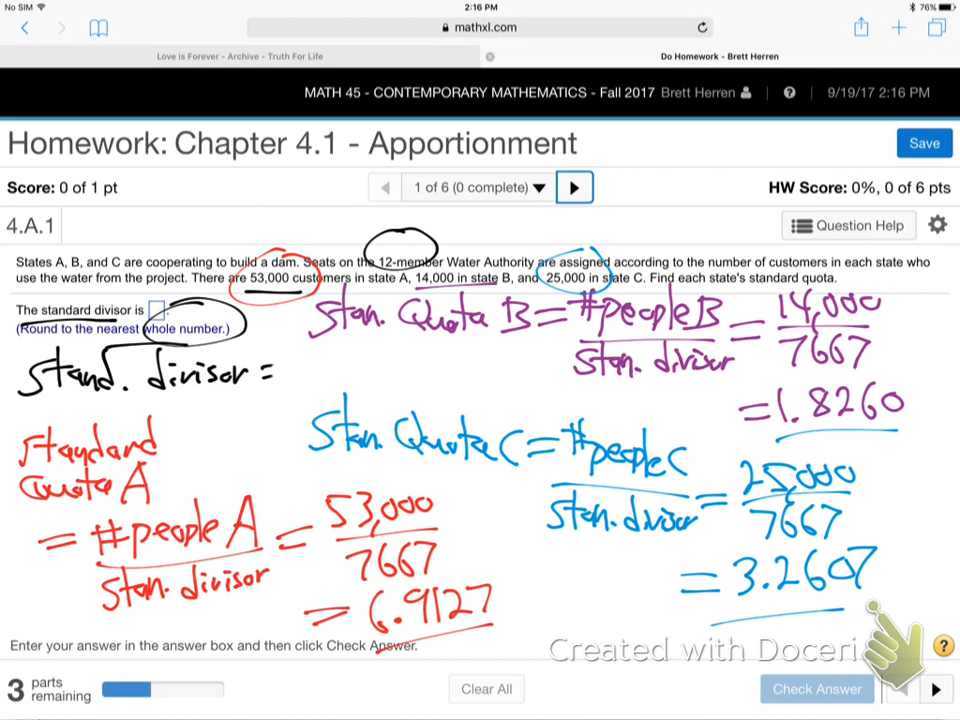 No SIM 2:16 PM 76%
mathxl.com
Love is Forever - Archive - Truth For Life Do Homework - Brett Herren
MATH 45 - CONTEMPORARY MATHEMATICS - Fall 2017 Brett Herren | ? | 9/19/17 2:16 PM
Homework: Chapter 4.1 - Apportionment Save
Score: 0 of 1 pt 1 of 6 (0 complete) HW Score: 0%, 0 of 6 pts
4.A.1 Question Help
States A, B, and C are cooperating to build a dam. Seats on the 12-member Water Authority are assigned according to the number of customers in each state who
use the water from the project. There are 53,000 customers in state A, 14,000 in state B, and 25,000 in state C. Find each state's standard quota.
The standard divisor is .
(Round to the nearest whole number.)
Stan. Quota B = #people B / Stan. divisor = 14,000 / 7667
= 1.8260
Stand. divisor =
Stan. Quota C = #people C / Stan. divisor = 25,000 / 7667
= 3.2607
Standard
Quota A
= #people A / Stan. divisor = 53,000 / 7667
= 6.9127
Enter your answer in the answer box and then click Check Answer.
Created with Doceri
?
3 parts remaining Clear All Check Answer